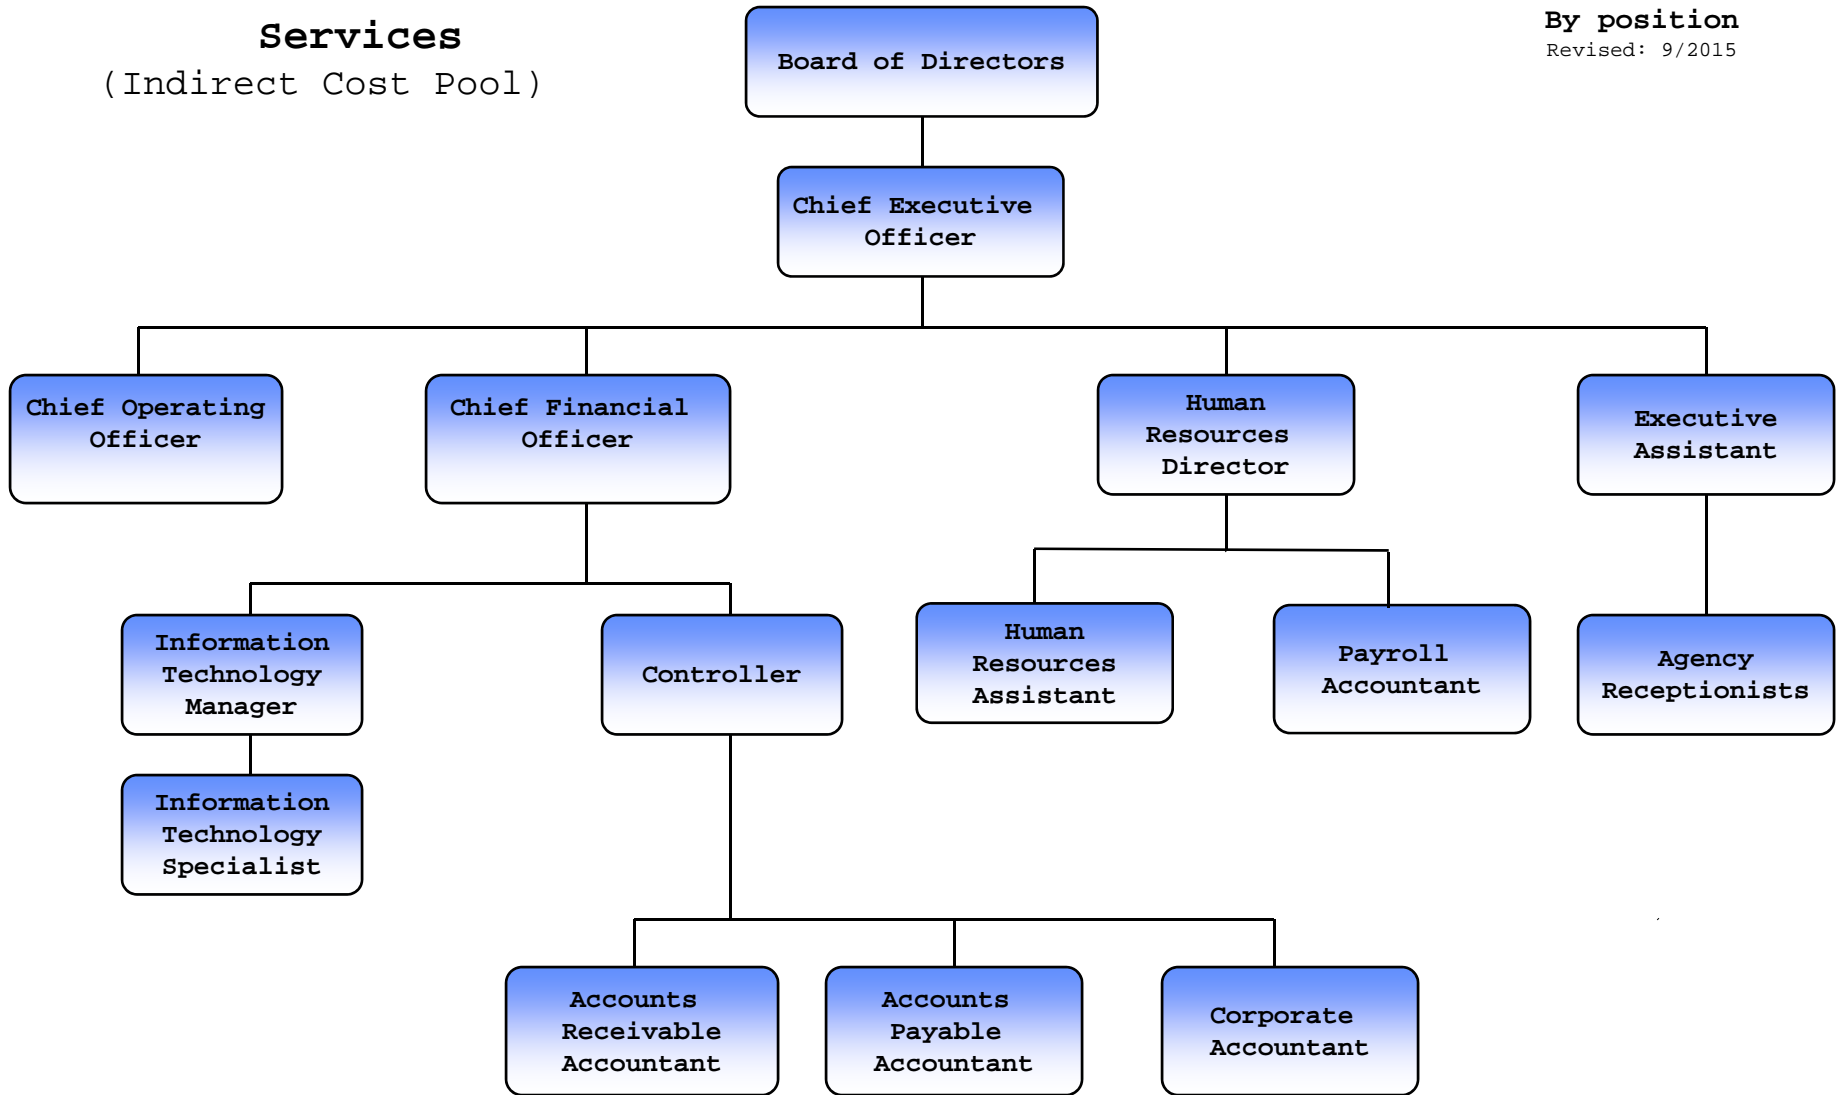 Services
(Indirect Cost Pool)
By position
Revised: 9/2015
Board of Directors
Chief Executive
Officer
Chief Operating
Officer
Chief Financial
Officer
Human
Resources
Director
Executive
Assistant
Information
Technology
Manager
Controller
Human
Resources
Assistant
Payroll
Accountant
Agency
Receptionists
Information
Technology
Specialist
Accounts
Receivable
Accountant
Accounts
Payable
Accountant
Corporate
Accountant